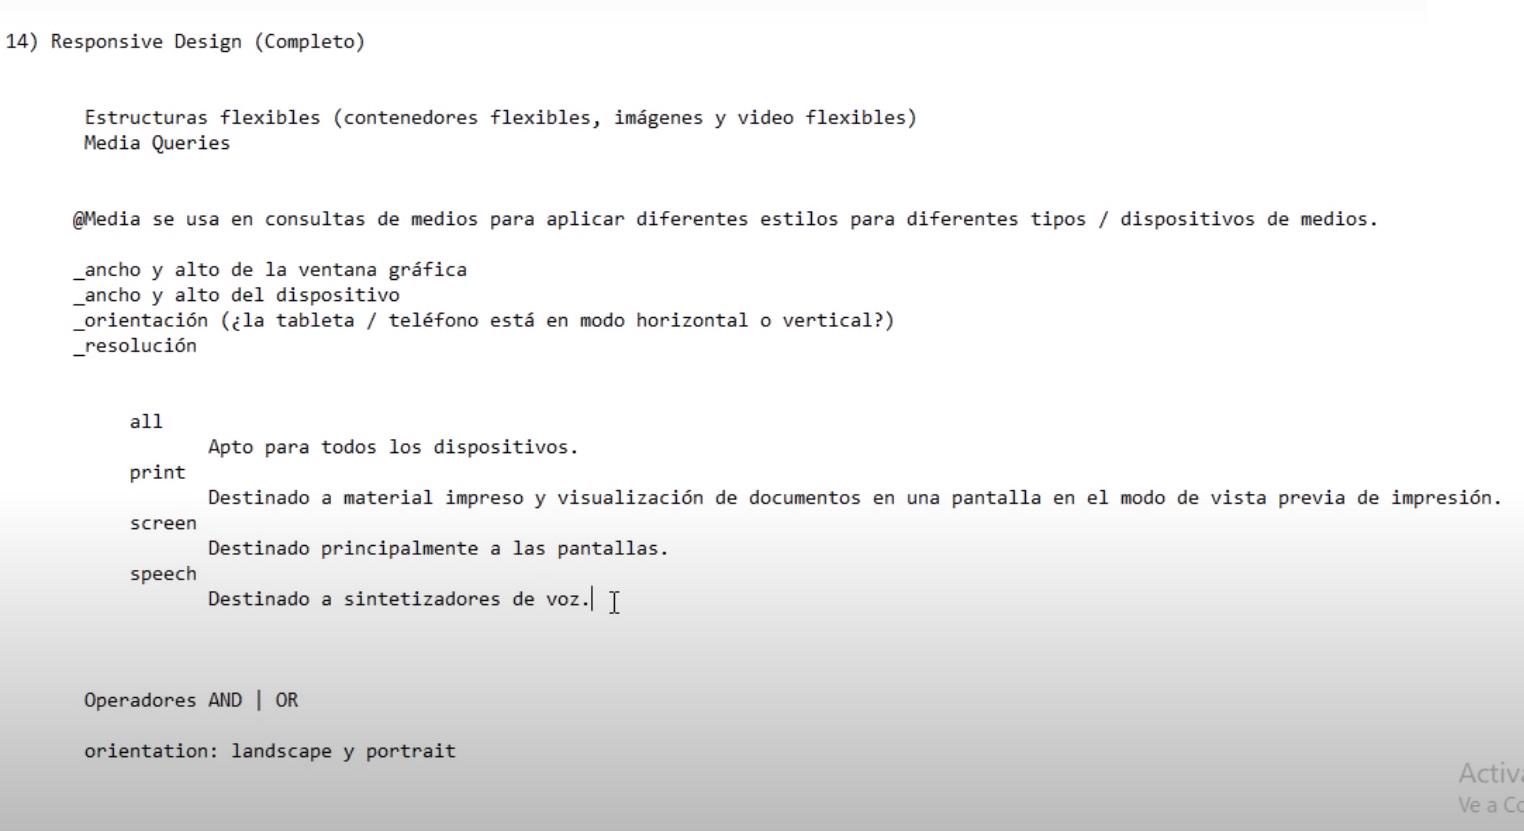 14) Responsive Design (Completo)
Estructuras flexibles (contenedores flexibles, imágenes y video flexibles)
Media Queries
@Media se usa en consultas de medios para aplicar diferentes estilos para diferentes tipos / dispositivos de medios.
_ancho y alto de la ventana gráfica
_ancho y alto del dispositivo
_orientación (¿la tableta / teléfono está en modo horizontal o vertical?)
_resolución
all
Apto para todos los dispositivos.
print
Destinado a material impreso y visualización de documentos en una pantalla en el modo de vista previa de impresión.
screen
Destinado principalmente a las pantallas.
speech
Destinado a sintetizadores de voz.
Operadores AND | OR
orientation: landscape y portrait
Ve a